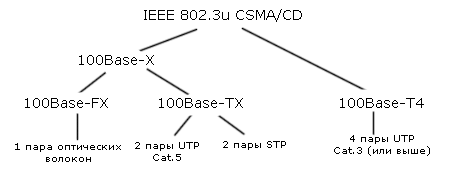 IEEE 802.3u CSMA/CD
100Base-X
100Base-FX
100Base-TX
100Base-T4
1 пара оптических
волокон
2 пары UTP
Cat.5
2 пары STP
4 пары UTP
Cat.3 (или выше)